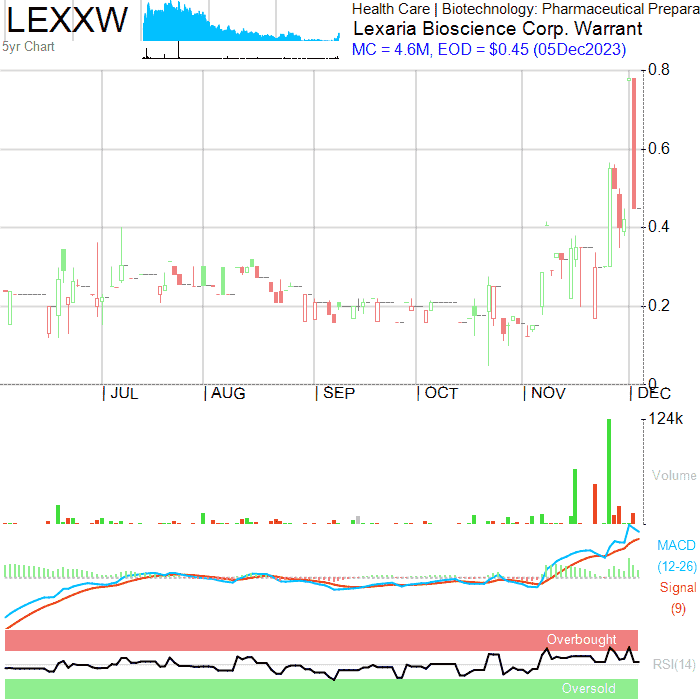 LEXXW
5yr Chart
Health Care | Biotechnology: Pharmaceutical Prepara
Lexaria Bioscience Corp. Warrant
MC = 4.6M, EOD = $0.45 (05Dec2023)
0.8
0.6
0.4
0.2
0
| JUL | AUG | SEP | OCT | NOV | DEC
124k
Volume
MACD
(12-26)
Signal
(9)
Overbought
RSI(14)
Oversold